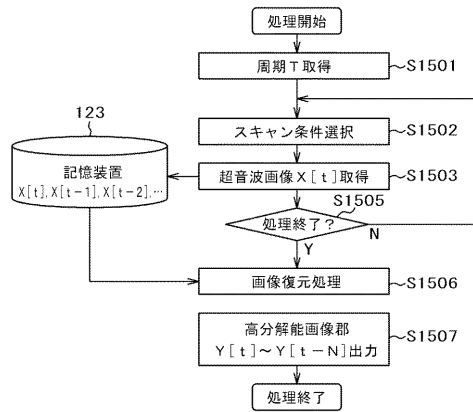 処理開始
周期T取得
S1501
スキャン条件選択
S1502
123
記憶装置
X[t],X[t-1],X[t-2],…
超音波画像X[t]取得
S1503
処理終了?
S1505
N
Y
画像復元処理
S1506
高分解能画像郡
Y[t]~Y[t-N]出力
S1507
処理終了